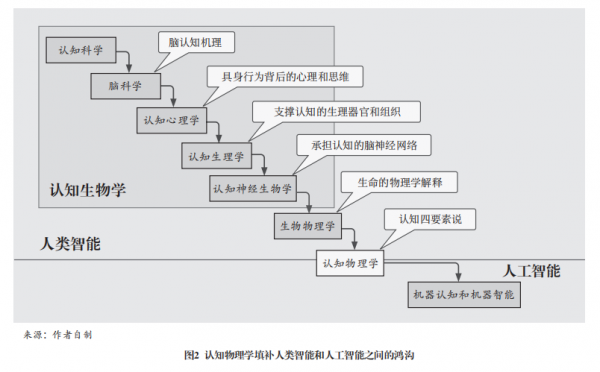 认知科学
脑认知机理
脑科学
具身行为背后的心理和思维
认知心理学
支撑认知的生理器官和组织
认知生理学
承担认知的脑神经网络
认知神经生物学
认知生物学
生命的物理学解释
生物物理学
认知四要素说
人类智能
认知物理学
人工智能
机器认知和机器智能
来源：作者自制
图2 认知物理学填补人类智能和人工智能之间的鸿沟